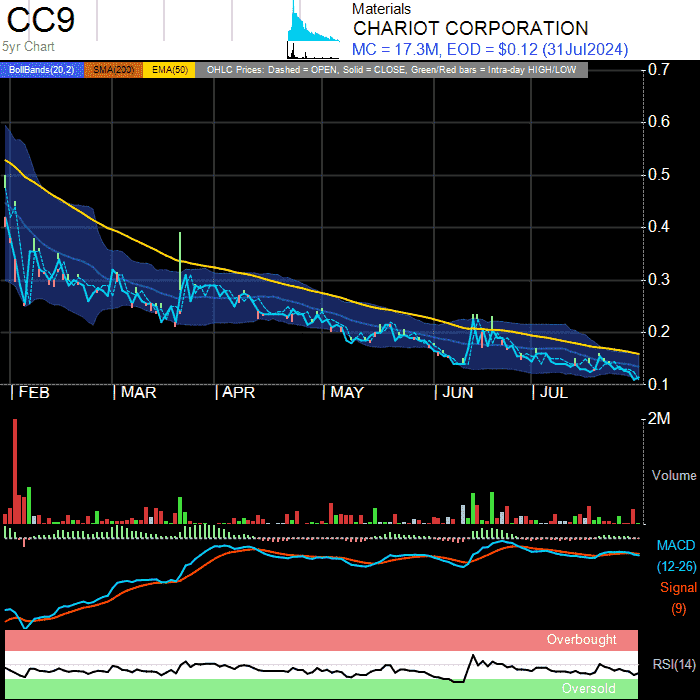 CC9
5yr Chart
Materials
CHARIOT CORPORATION
MC = 17.3M, EOD = $0.12 (31Jul2024)
BollBands(20,2) SMA(200) EMA(50) OHLC Prices: Dashed = OPEN, Solid = CLOSE, Green/Red bars = Intra-day HIGH/LOW
0.7
0.6
0.5
0.4
0.3
0.2
0.1
FEB MAR APR MAY JUN JUL
2M
Volume
MACD
(12-26)
Signal
(9)
Overbought
RSI(14)
Oversold